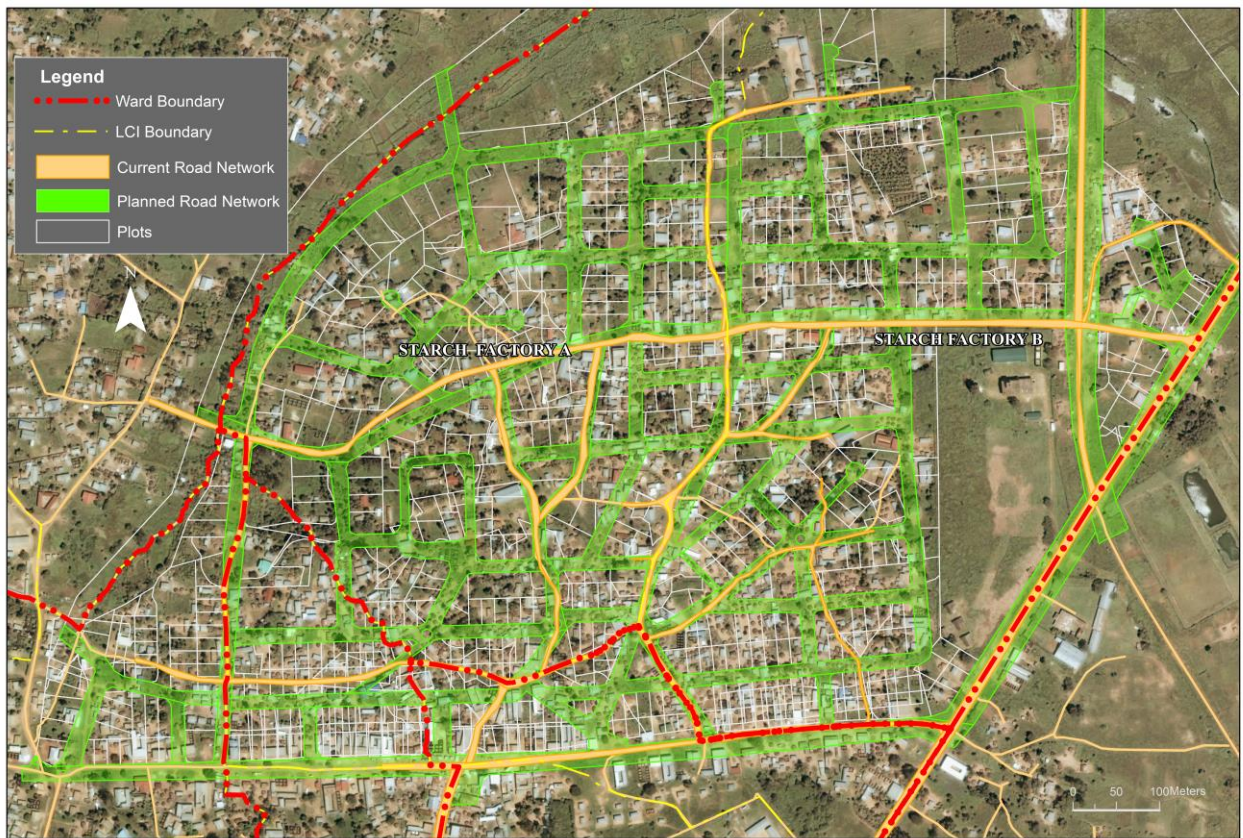 Legend
Ward Boundary
LCI Boundary
Current Road Network
Planned Road Network
Plots
N
STARCH FACTORY A
STARCH FACTORY B
0 50 100Meters